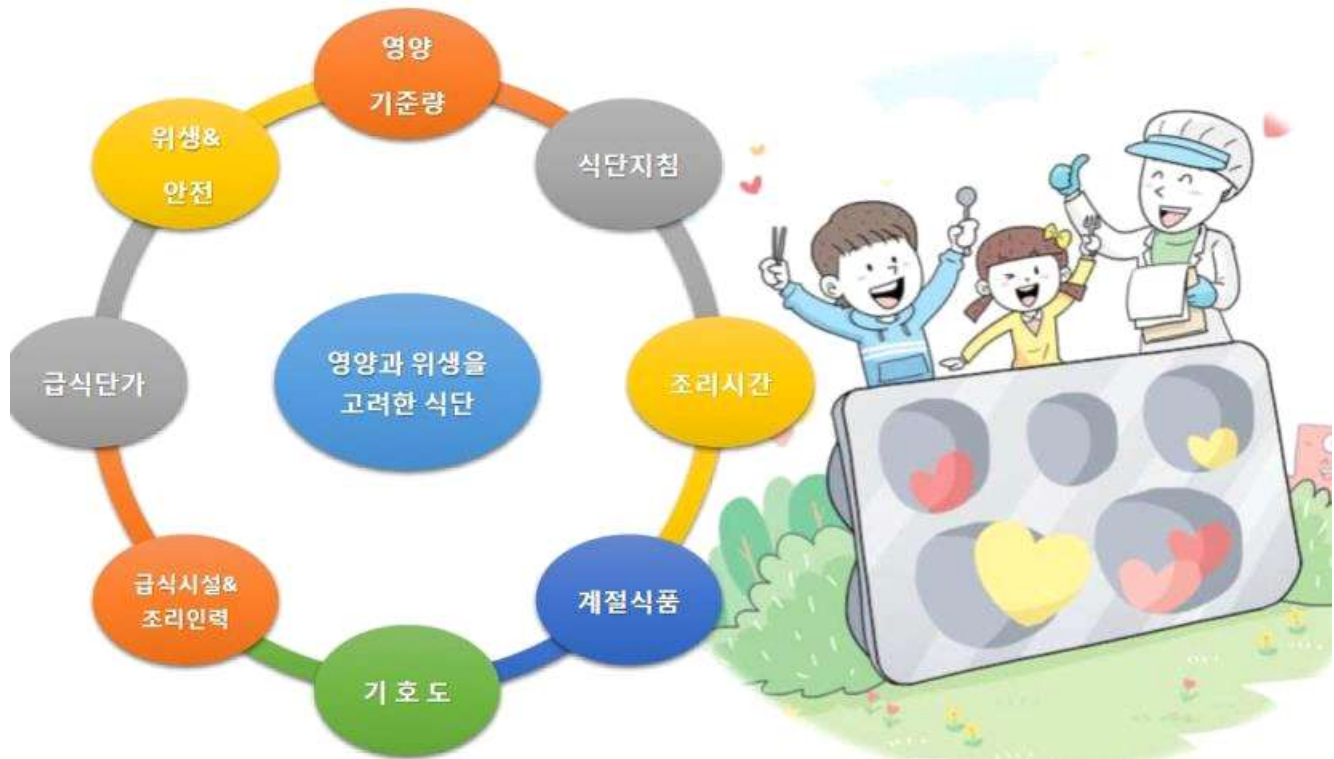 영양
기준량
식단지침
조리시간
계절식품
기 호 도
급식시설&
조리인력
급식단가
위생&
안전
영양과 위생을
고려한 식단